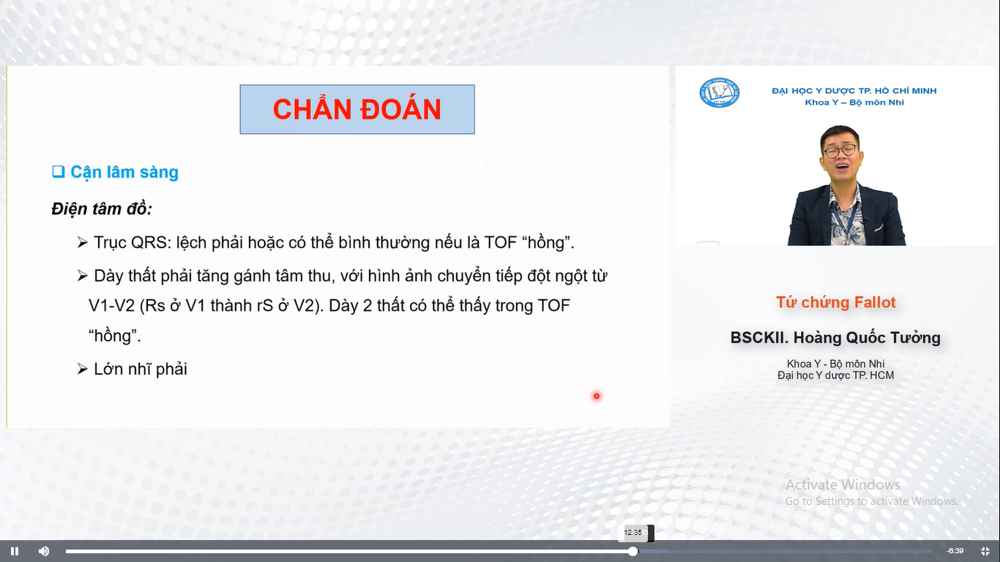 CHẨN ĐOÁN
❑ Cận lâm sàng
Điện tâm đồ:
➢ Trục QRS: lệch phải hoặc có thể bình thường nếu là TOF “hồng”.
➢ Dày thất phải tăng gánh tâm thu, với hình ảnh chuyển tiếp đột ngột từ
V1-V2 (Rs ở V1 thành rS ở V2). Dày 2 thất có thể thấy trong TOF
“hồng”.
➢ Lớn nhĩ phải
ĐẠI HỌC Y DƯỢC TP. HỒ CHÍ MINH
Khoa Y – Bộ môn Nhi
Tứ chứng Fallot
BSCKII. Hoàng Quốc Tưởng
Khoa Y - Bộ môn Nhi
Đại học Y dược TP. HCM
Activate Windows
Go to Settings to activate Windows.
12:35
-6:39